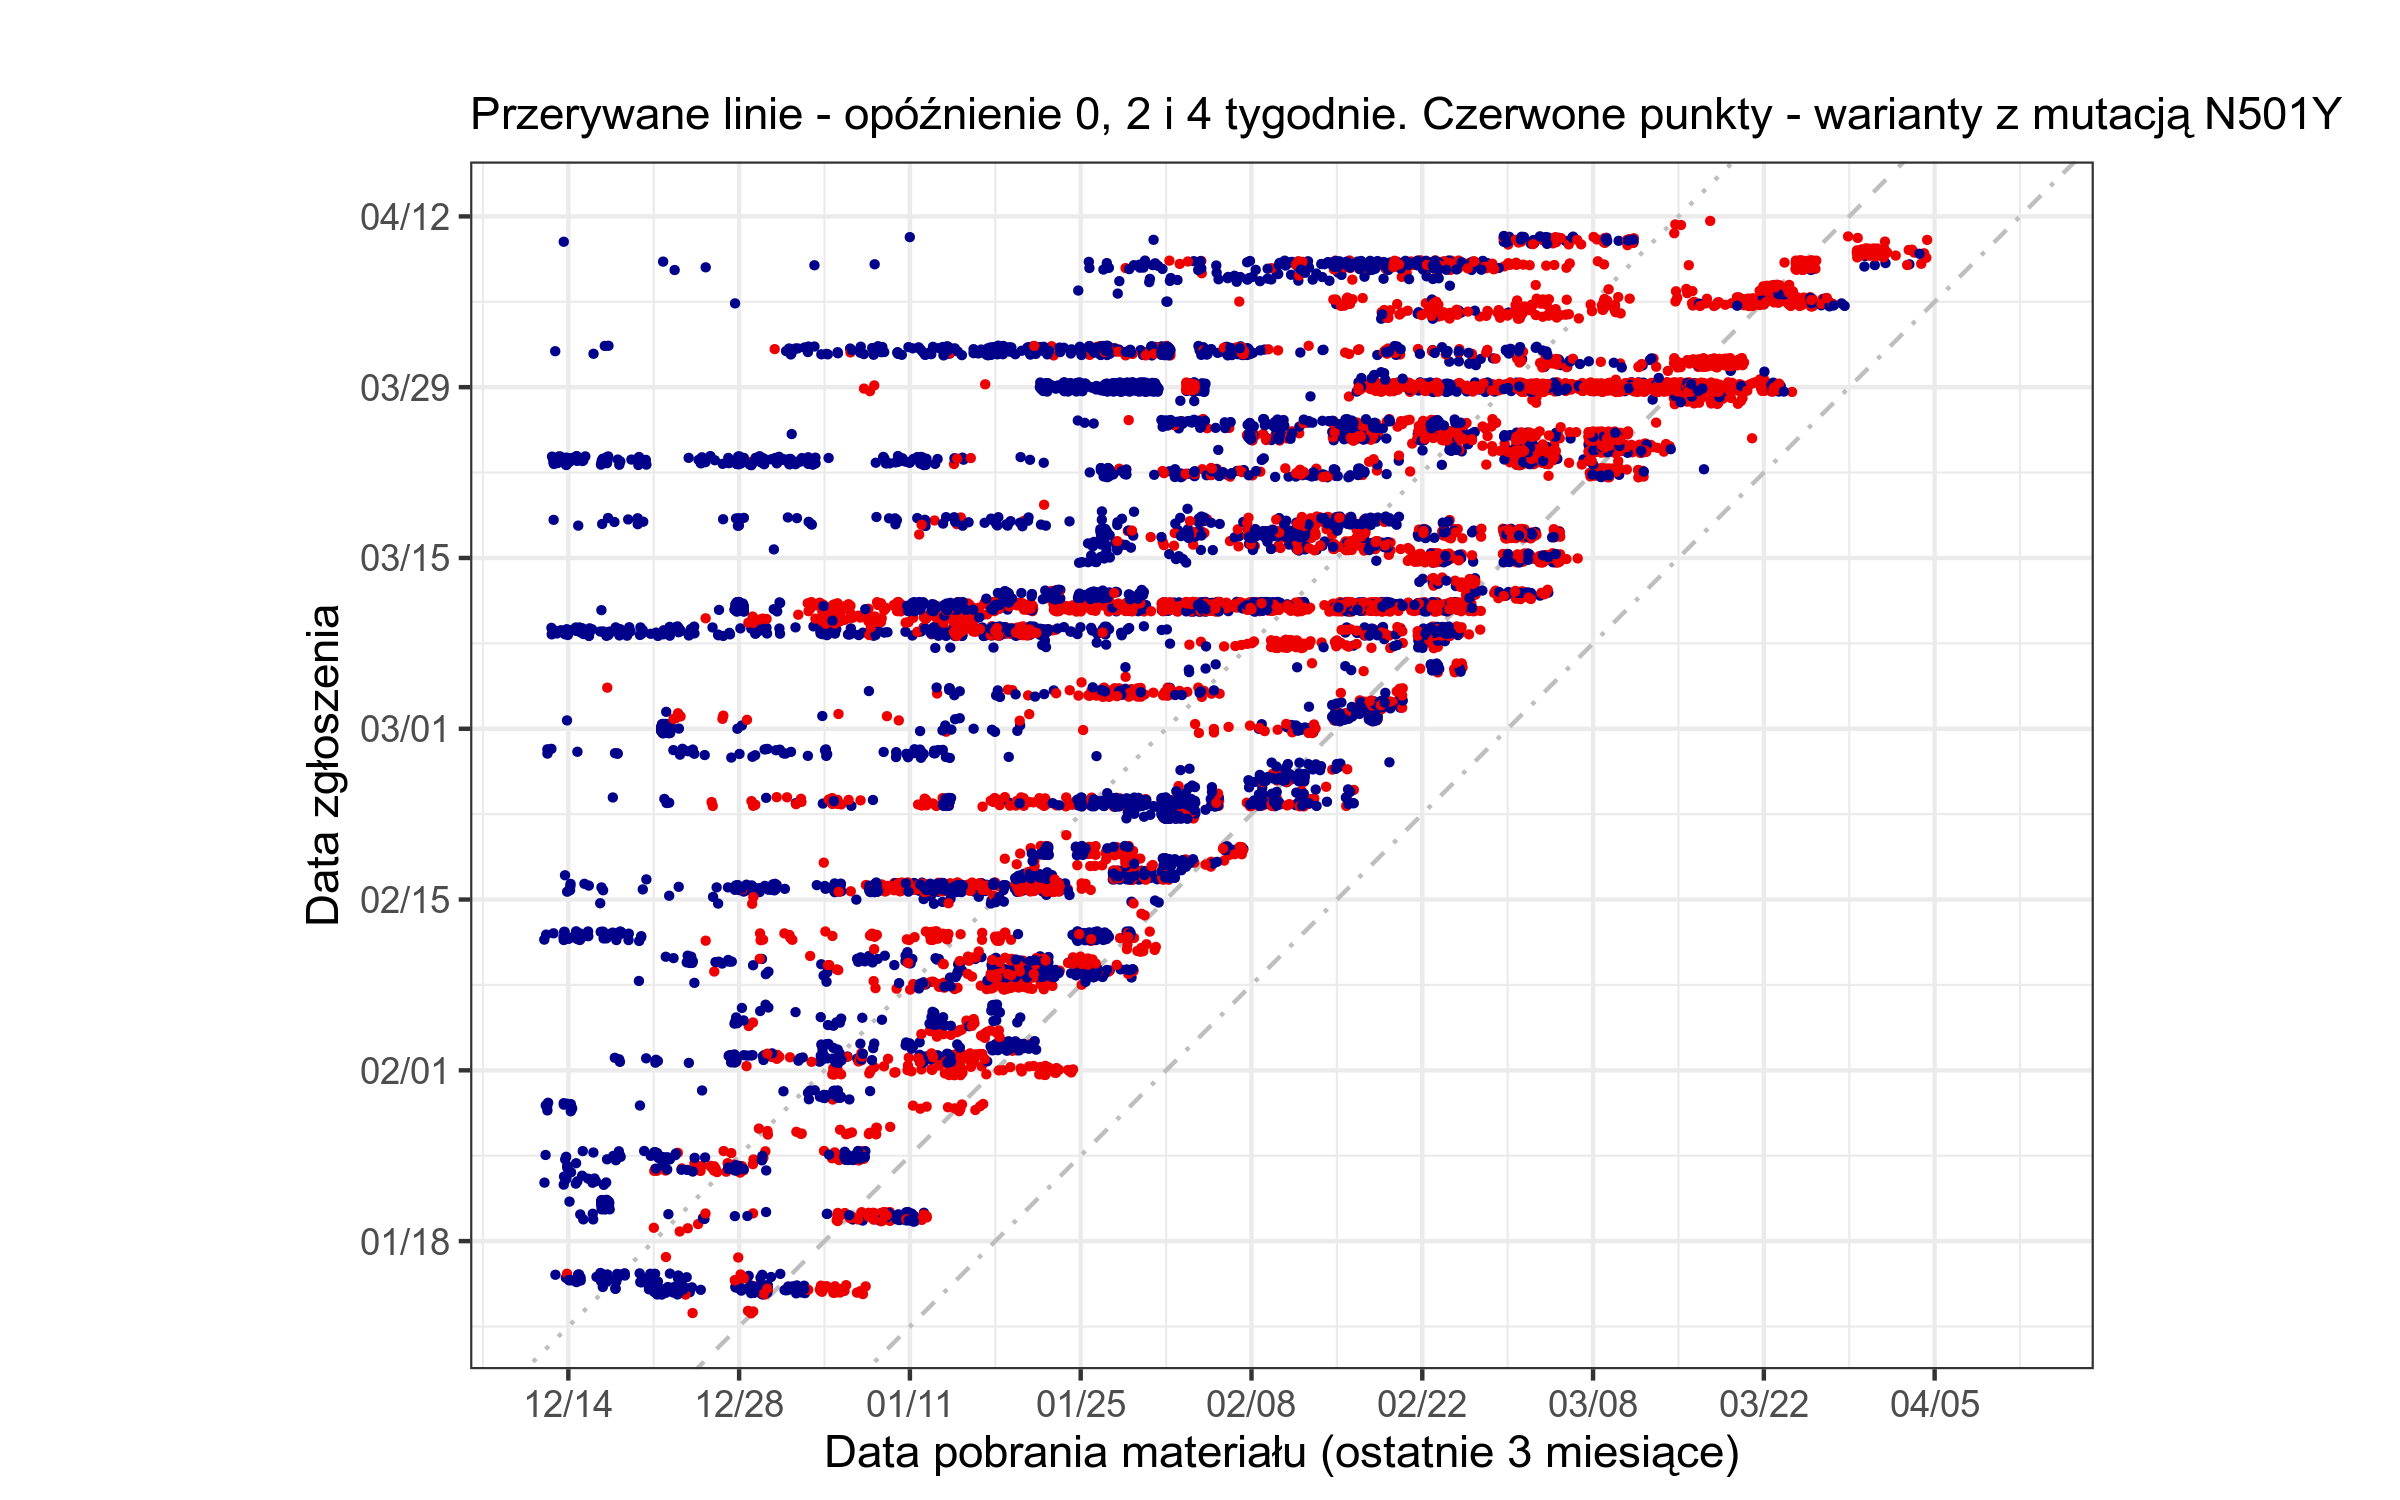 Przerywane linie - opóźnienie 0, 2 i 4 tygodnie. Czerwone punkty - warianty z mutacją N501Y
Data zgłoszenia
04/12
03/29
03/15
03/01
02/15
02/01
01/18
12/14 12/28 01/11 01/25 02/08 02/22 03/08 03/22 04/05
Data pobrania materiału (ostatnie 3 miesiące)